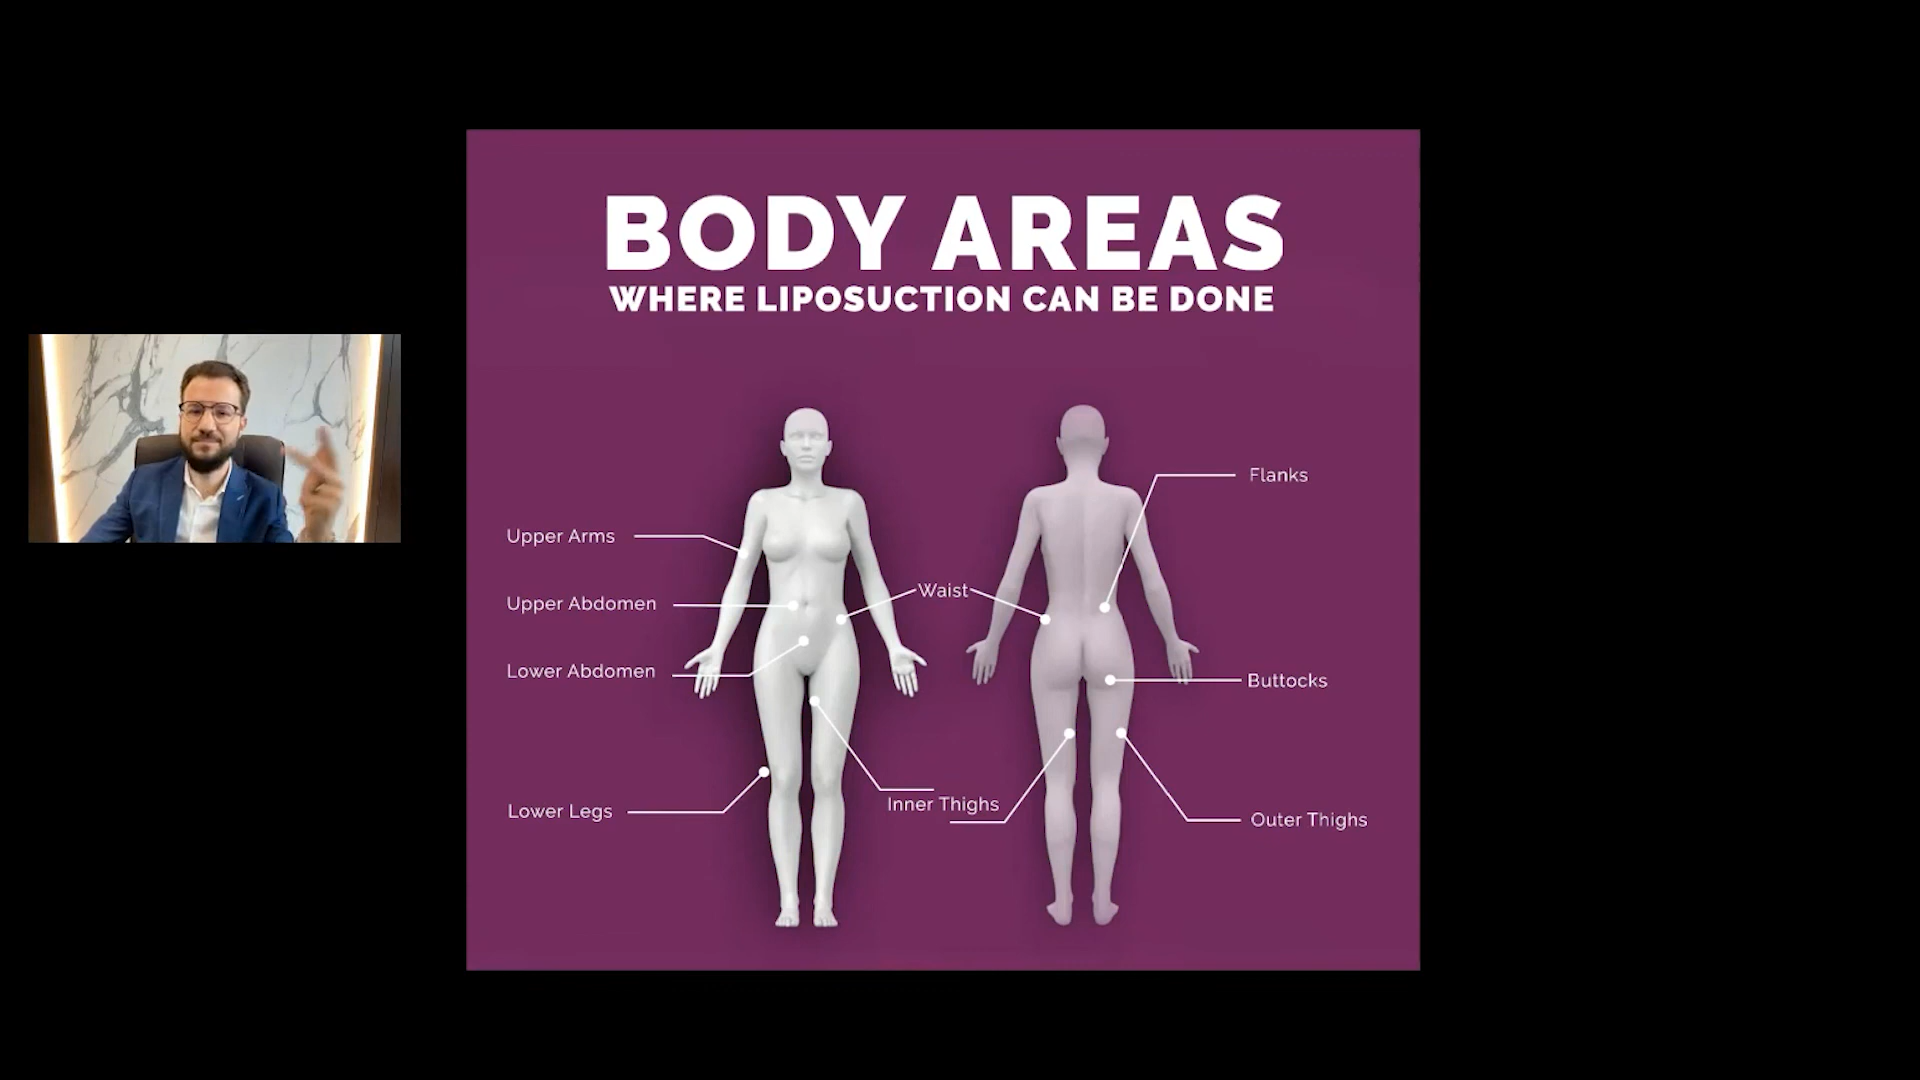 BODY AREAS
WHERE LIPOSUCTION CAN BE DONE
Flanks
Upper Arms
Waist
Upper Abdomen
Lower Abdomen
Buttocks
Inner Thighs
Lower Legs
Outer Thighs